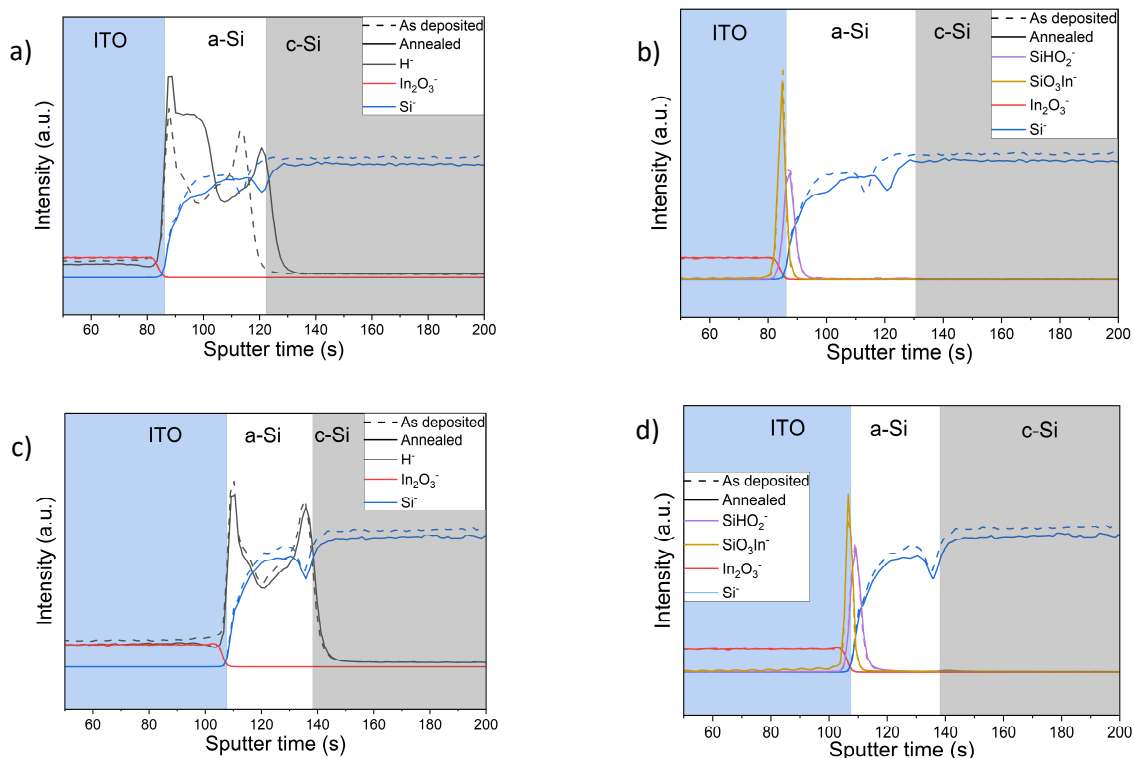 a)
ITO
a-Si
c-Si
As deposited
Annealed
H⁻
In₂O₃⁻
Si⁻
Intensity (a.u.)
60 80 100 120 140 160 180 200
Sputter time (s)
b)
ITO
a-Si
c-Si
As deposited
Annealed
SiHO₂⁻
SiO₃In⁻
In₂O₃⁻
Si⁻
Intensity (a.u.)
60 80 100 120 140 160 180 200
Sputter time (s)
c)
ITO
a-Si
c-Si
As deposited
Annealed
H⁻
In₂O₃⁻
Si⁻
Intensity (a.u.)
60 80 100 120 140 160 180 200
Sputter time (s)
d)
ITO
a-Si
c-Si
As deposited
Annealed
SiHO₂⁻
SiO₃In⁻
In₂O₃⁻
Si⁻
Intensity (a.u.)
60 80 100 120 140 160 180 200
Sputter time (s)